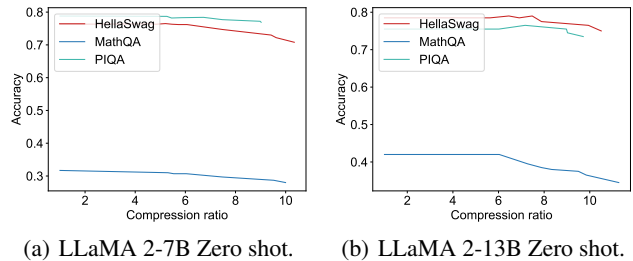 0.8
0.7
0.6
0.5
0.4
0.3
Accuracy
HellaSwag
MathQA
PIQA
2 4 6 8 10
Compression ratio
(a) LLaMA 2-7B Zero shot.
0.8
0.7
0.6
0.5
0.4
Accuracy
HellaSwag
MathQA
PIQA
2 4 6 8 10
Compression ratio
(b) LLaMA 2-13B Zero shot.